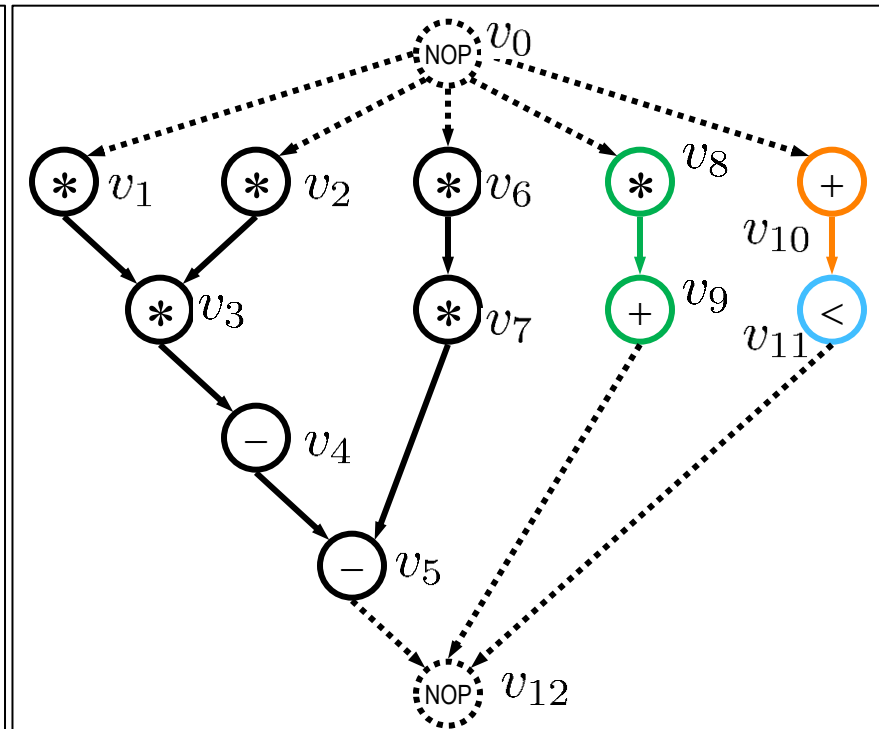 NOP v0
* v1 * v2 * v6 * v8 + v10
* v3 * v7 + v9 < v11
− v4
− v5
NOP v12